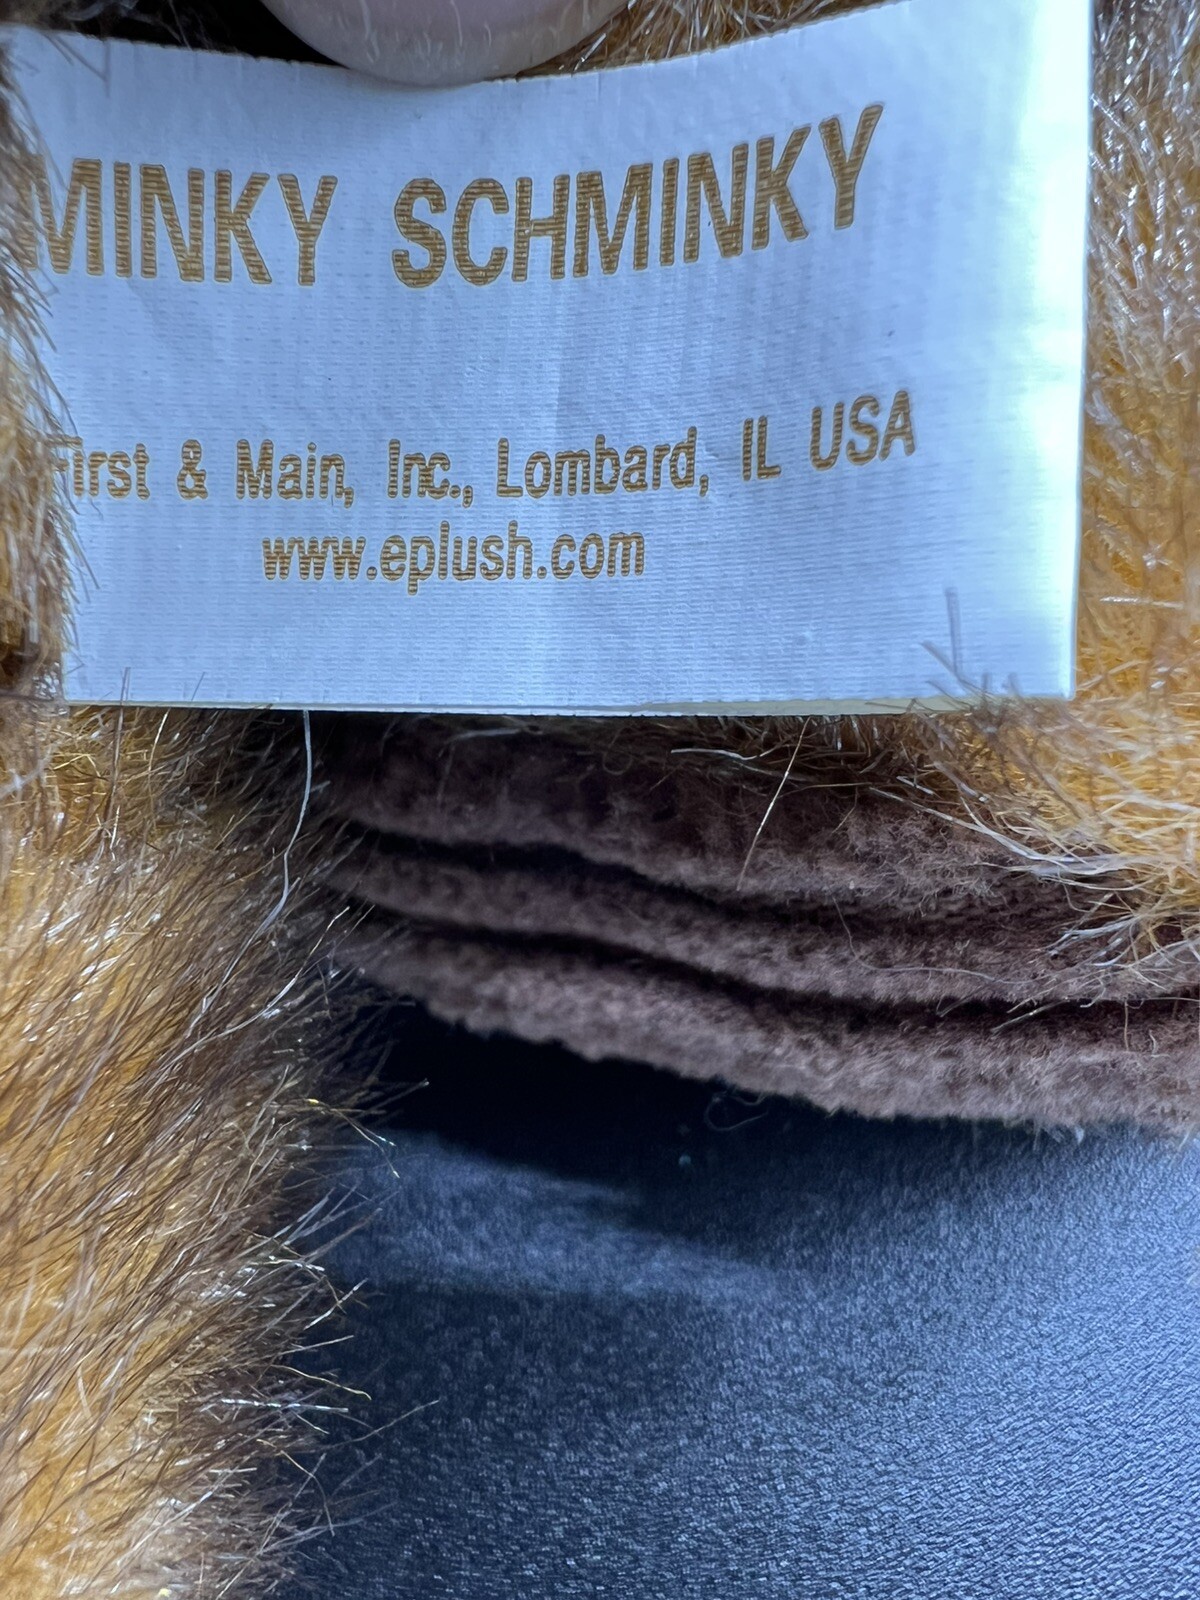 MINKY SCHMINKY
First & Main, Inc., Lombard, IL USA
www.eplush.com